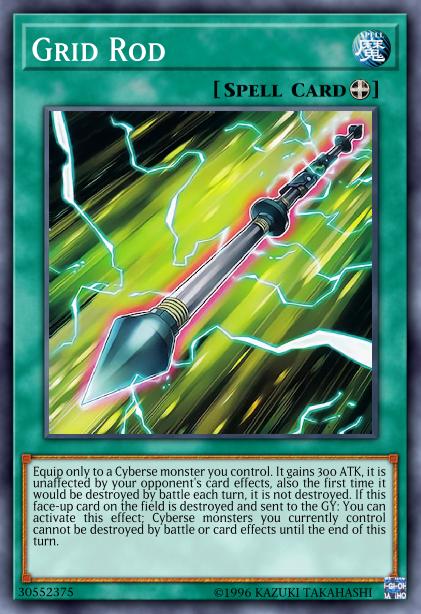 GRID ROD
SPELL
魔
[SPELL CARD]
Equip only to a Cyberse monster you control. It gains 300 ATK, it is
unaffected by your opponent's card effects, also the first time it
would be destroyed by battle each turn, it is not destroyed. If this
face-up card on the field is destroyed and sent to the GY: You can
activate this effect; Cyberse monsters you currently control
cannot be destroyed by battle or card effects until the end of this
turn.
30552375
©1996 KAZUKI TAKAHASHI